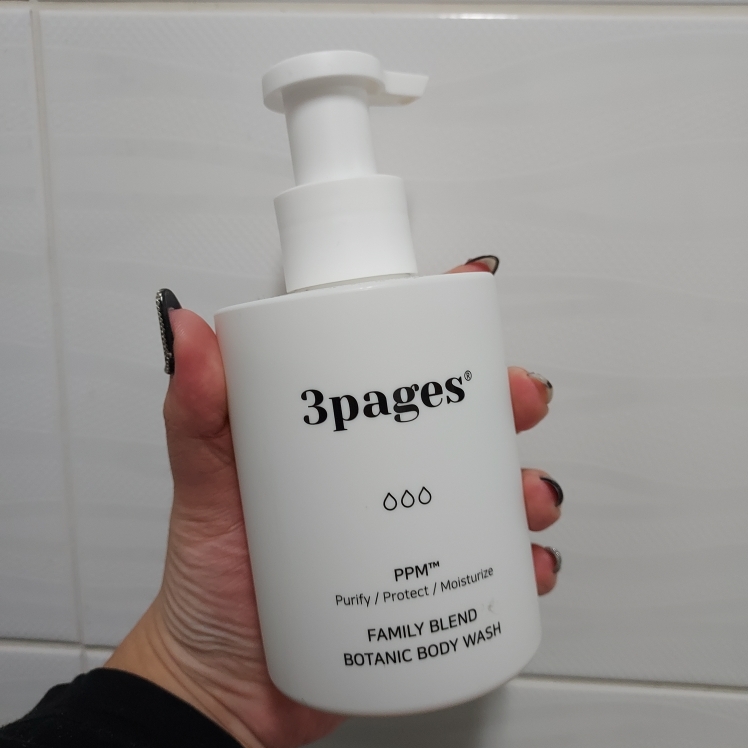 3pages®
PPM™
Purify / Protect / Moisturize
FAMILY BLEND
BOTANIC BODY WASH